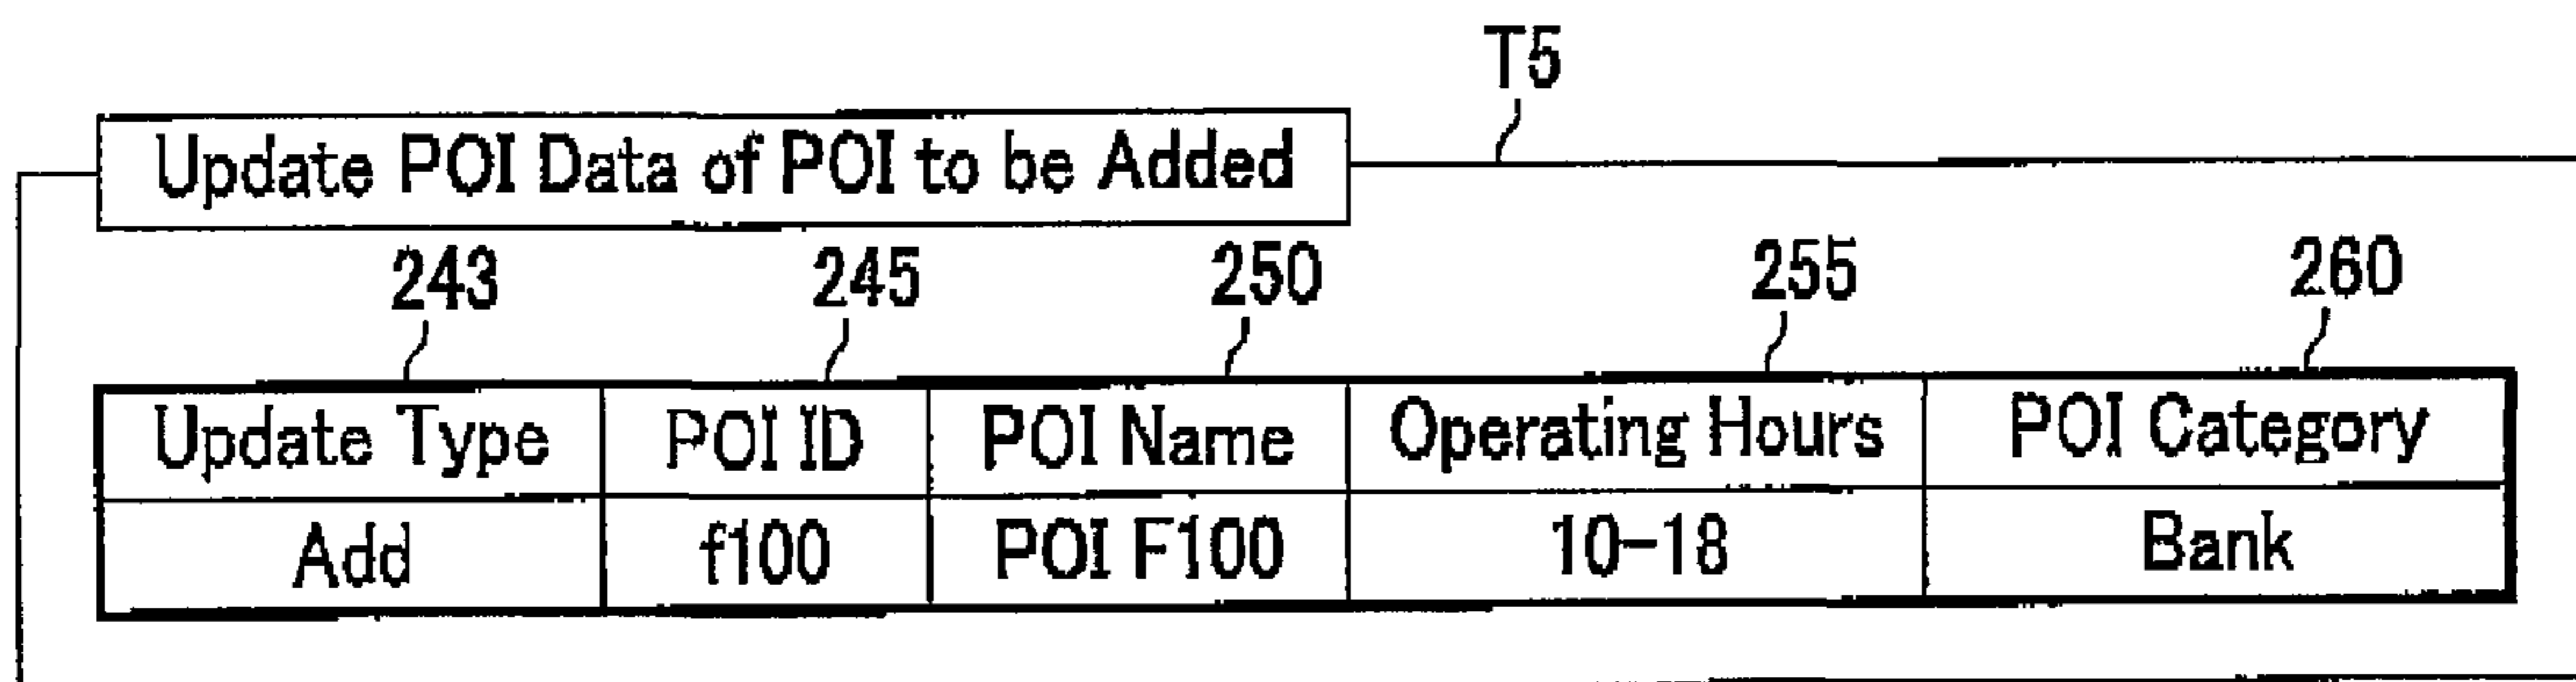 T5
Update POI Data of POI to be Added
243 245 250 255 260
Update Type POI ID POI Name Operating Hours POI Category
Add f100 POI F100 10-18 Bank